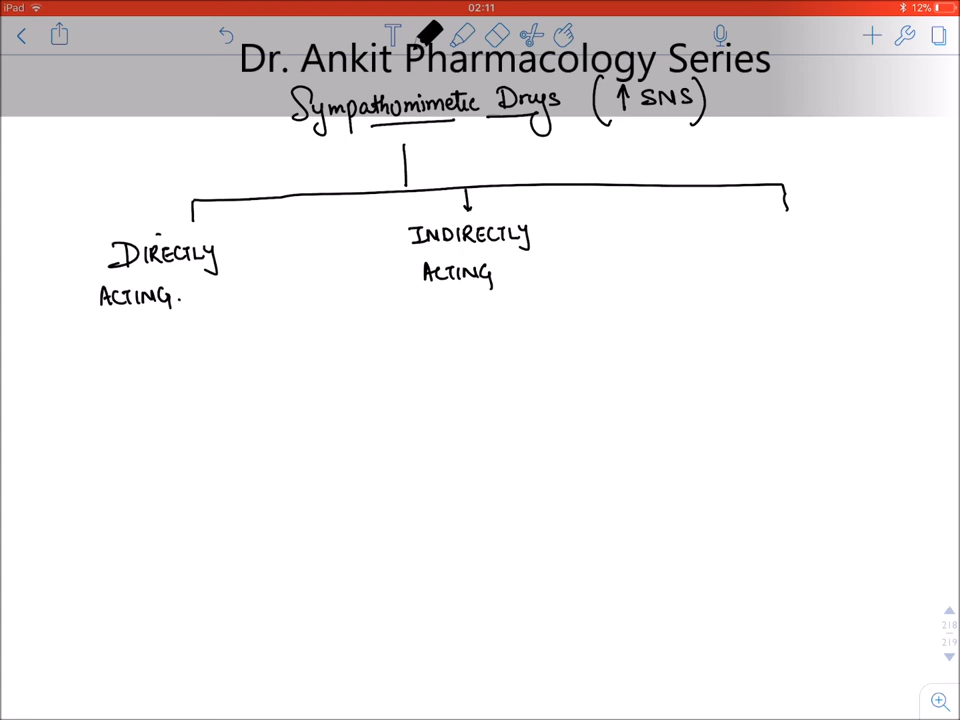 iPad 02:11 12%
T
Dr. Ankit Pharmacology Series
Sympathomimetic Drugs (↑ SNS)
DIRECTLY
ACTING.
INDIRECTLY
ACTING
218
219